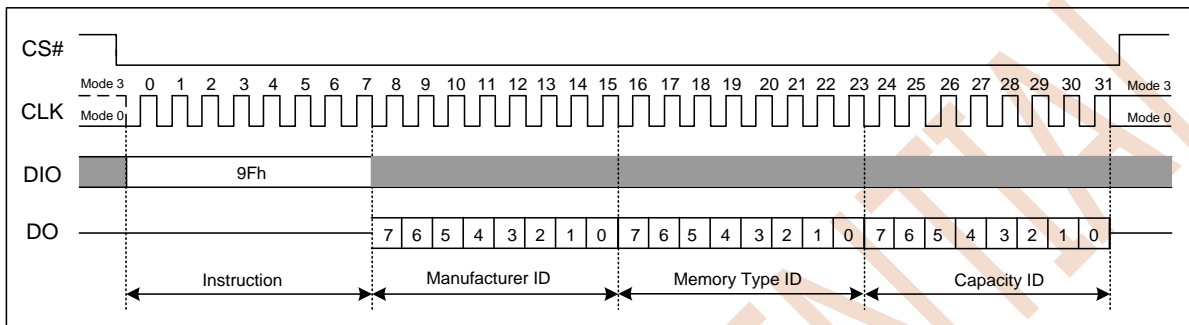 CS#
Mode 3 0 1 2 3 4 5 6 7 8 9 10 11 12 13 14 15 16 17 18 19 20 21 22 23 24 25 26 27 28 29 30 31 Mode 3
CLK
Mode 0 Mode 0
DIO 9Fh
DO 7 6 5 4 3 2 1 0 7 6 5 4 3 2 1 0 7 6 5 4 3 2 1 0
Instruction Manufacturer ID Memory Type ID Capacity ID